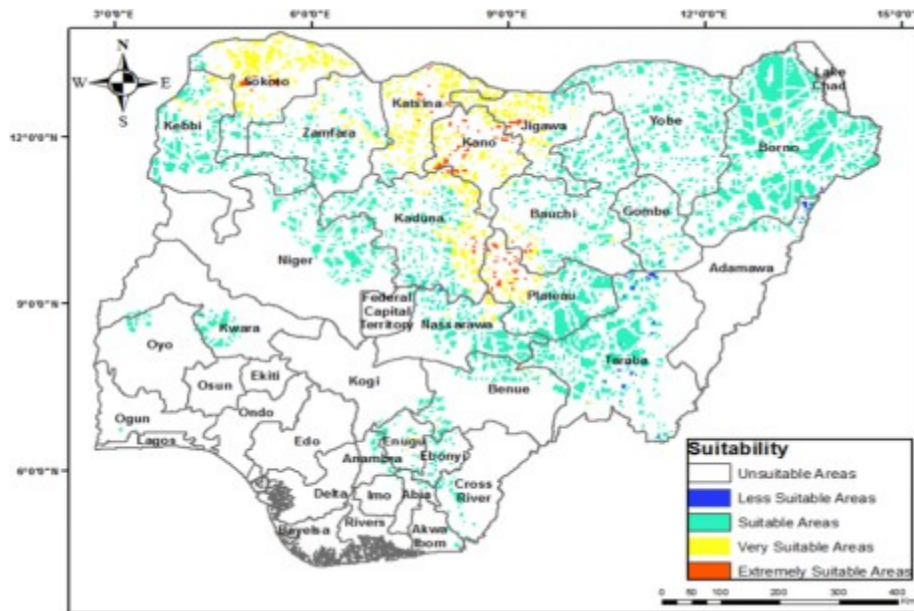 3°0'0"E 6°0'0"E 9°0'0"E 12°0'0"E 15°0'0"E
N
W E
S
Sokoto
Katsina
Lake
Chad
Kebbi
Zamfara
Jigawa
Yobe
12°0'0"N
Kano
Borno
Kaduna
Bauchi
Gombe
Niger
Adamawa
9°0'0"N
Federal
Capital
Territory
Plateau
Nassarawa
Kwara
Oyo
Taraba
Ekiti
Osun
Kogi
Benue
Ogun
Ondo
Lagos
Edo
Enugu
Anambra
Ebonyi
6°0'0"N
Cross
River
Delta
Imo
Abia
Bayelsa
Rivers
Akwa
Ibom
Suitability
Unsuitable Areas
Less Suitable Areas
Suitable Areas
Very Suitable Areas
Extremely Suitable Areas
0 50 100 200 300 400